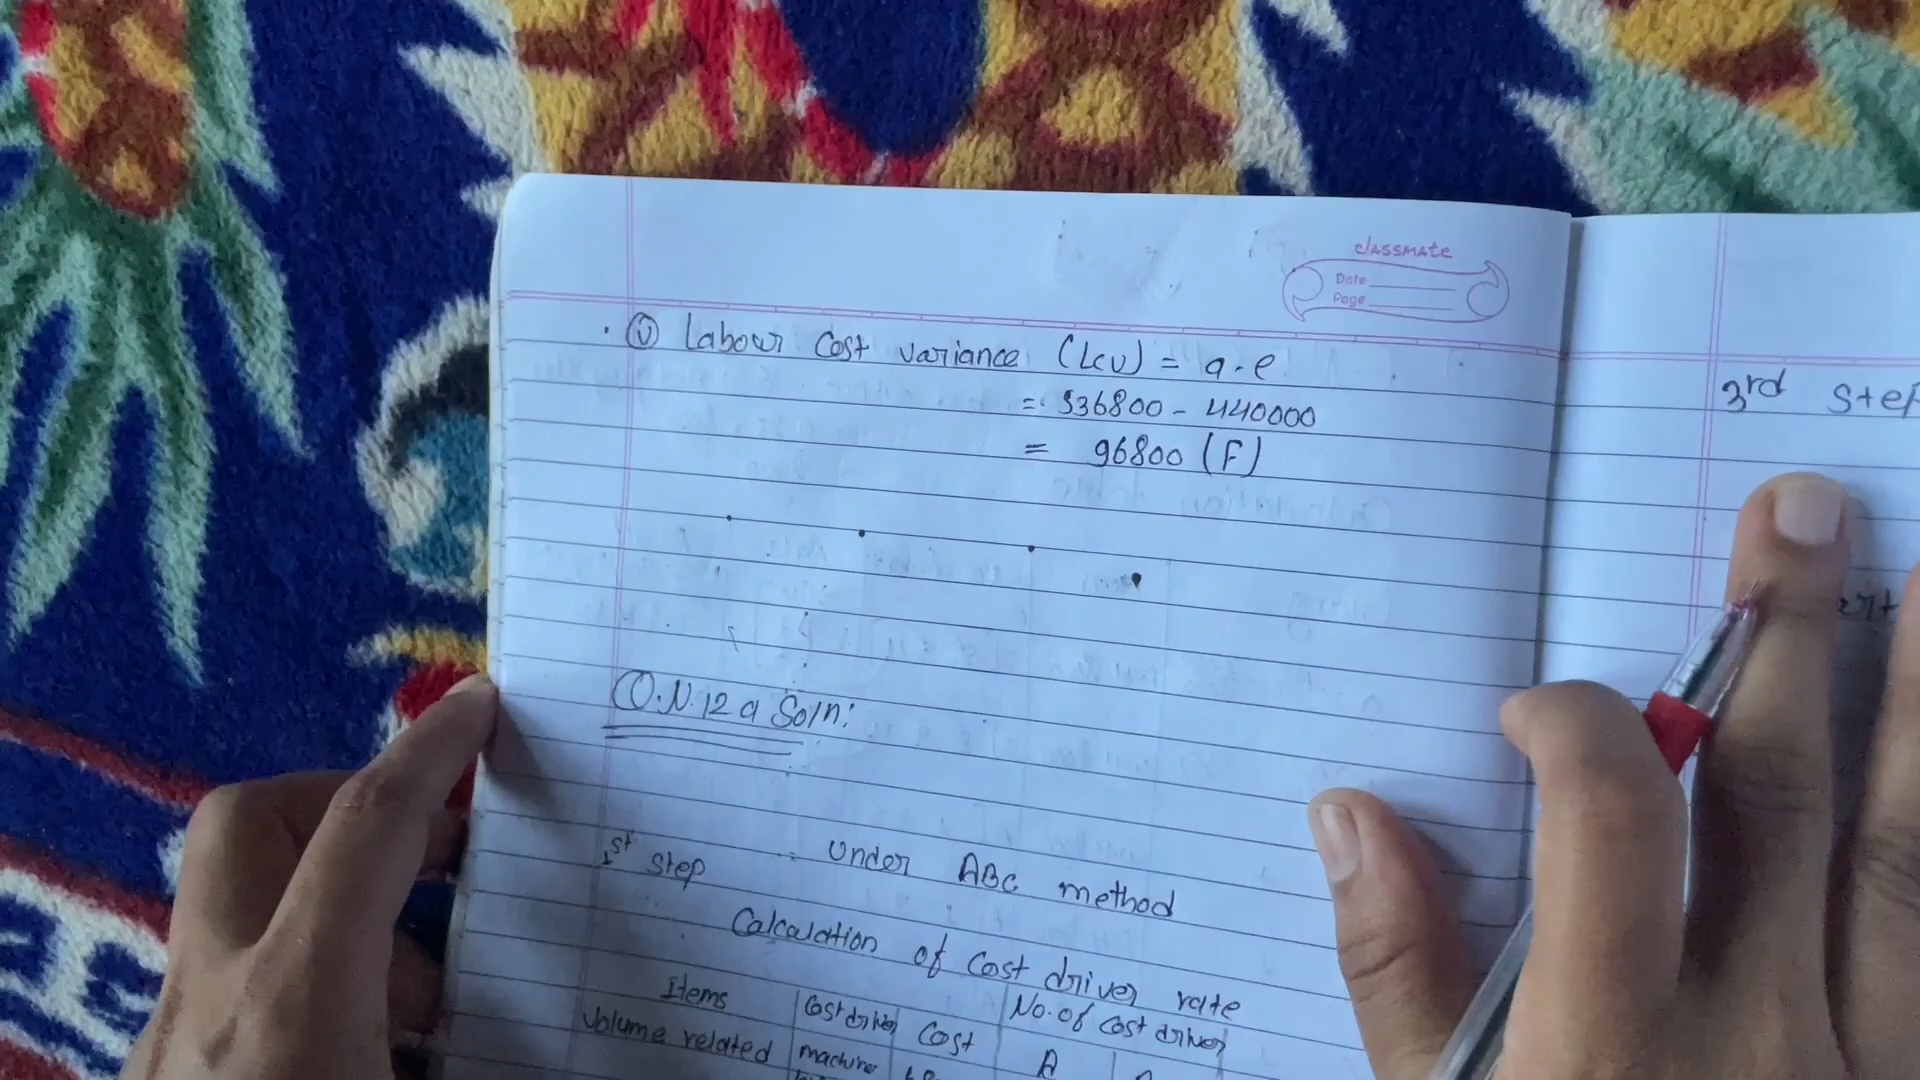 classmate
Date
Page
(v) Labour Cost variance (LCV) = a - e
= 536800 - 440000
= 96800 (F)
Q.N. 12 a Soln:
1st Step - Under ABC method
Calculation of Cost driver rate
Items Cost driver Cost No. of Cost driver
Volume related machine A
3rd Step